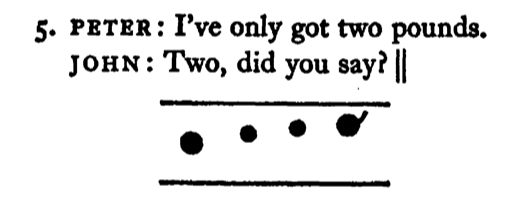 5. PETER: I've only got two pounds.
JOHN: Two, did you say? ||